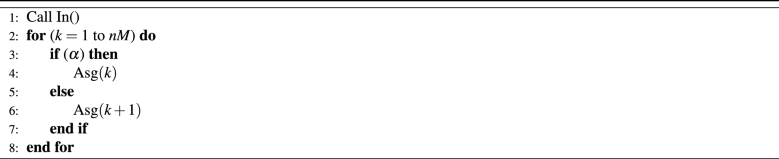 1: Call In()
2: for (k = 1 to nM) do
3: if (α) then
4: Asg(k)
5: else
6: Asg(k+1)
7: end if
8: end for